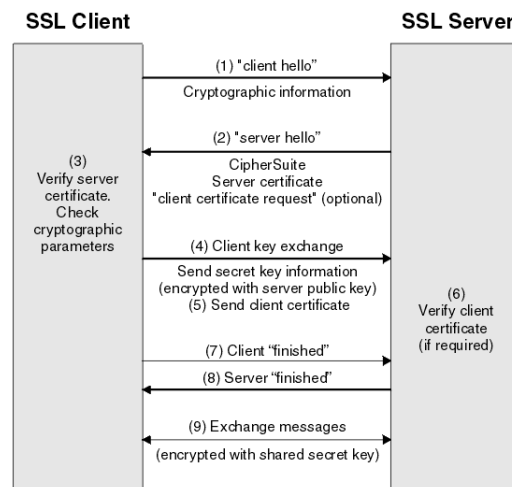 SSL Client
SSL Server
(1) "client hello"
Cryptographic information
(2) "server hello"
CipherSuite
Server certificate
"client certificate request" (optional)
(3)
Verify server
certificate.
Check
cryptographic
parameters
(4) Client key exchange
Send secret key information
(encrypted with server public key)
(5) Send client certificate
(6)
Verify client
certificate
(if required)
(7) Client “finished”
(8) Server “finished”
(9) Exchange messages
(encrypted with shared secret key)